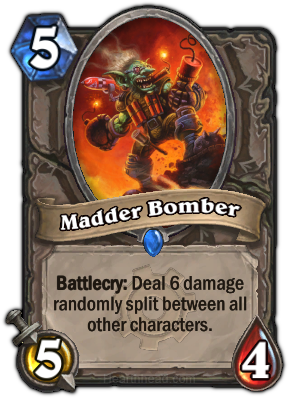 5
Madder Bomber
Battlecry: Deal 6 damage
randomly split between all
other characters.
5
4